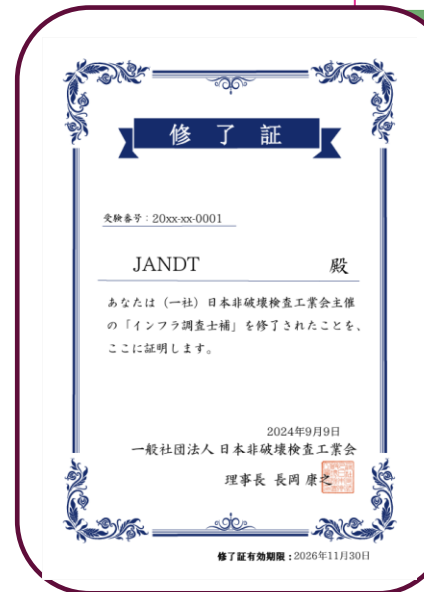 修了証
受験番号：20xx-xx-0001
JANDT 殿
あなたは（一社）日本非破壊検査工業会主催
の「インフラ調査士補」を修了されたことを、
ここに証明します。
2024年9月9日
一般社団法人 日本非破壊検査工業会
理事長 長岡 康之
修了証有効期限：2026年11月30日